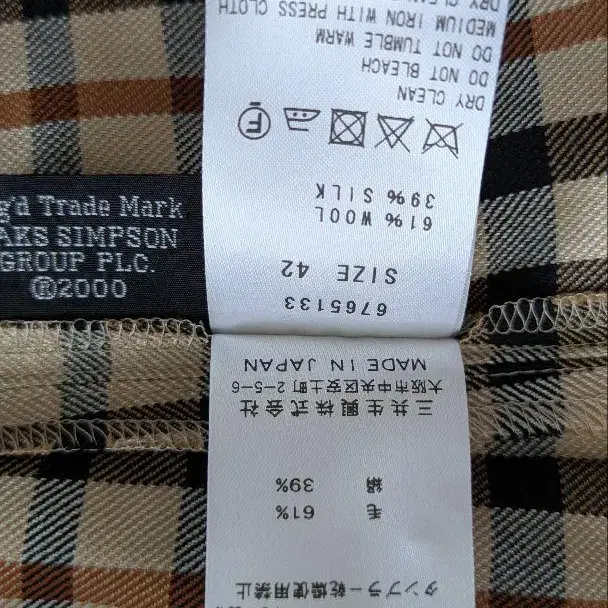 g'd Trade Mark
AKS SIMPSON
GROUP PLC.
®2000
タンブラー乾燥使用禁止
毛 61%
絹 39%
三共生興株式会社
大阪市中央区安土町2-5-6
MADE IN JAPAN
6765133
SIZE 42
61% WOOL
39% SILK
F
DRY CLEAN
DO NOT BLEACH
DO NOT TUMBLE WARM
MEDIUM IRON WITH PRESS CLOTH